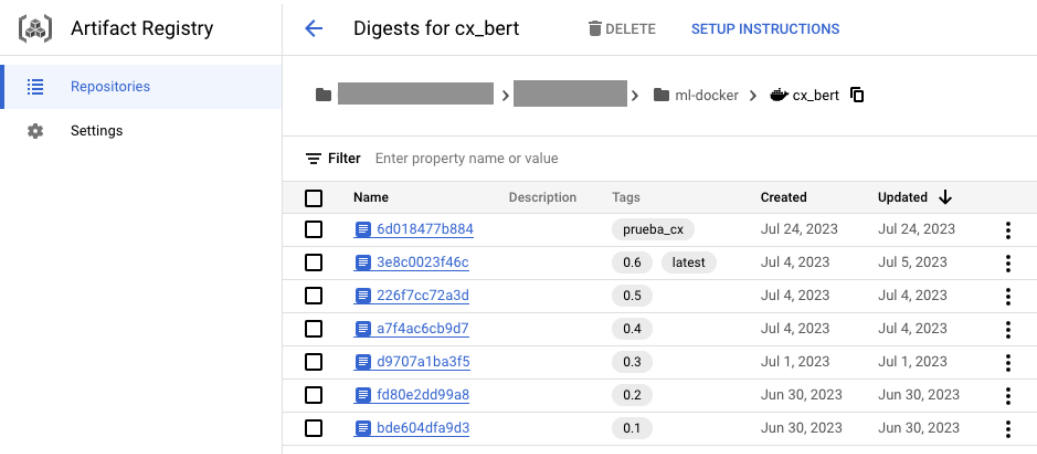 Artifact Registry
Digests for cx_bert DELETE SETUP INSTRUCTIONS
Repositories
Settings
ml-docker cx_bert
Filter Enter property name or value
Name Description Tags Created Updated
6d018477b884 prueba_cx Jul 24, 2023 Jul 24, 2023
3e8c0023f46c 0.6 latest Jul 4, 2023 Jul 5, 2023
226f7cc72a3d 0.5 Jul 4, 2023 Jul 4, 2023
a7f4ac6cb9d7 0.4 Jul 4, 2023 Jul 4, 2023
d9707a1ba3f5 0.3 Jul 1, 2023 Jul 1, 2023
fd80e2dd99a8 0.2 Jun 30, 2023 Jun 30, 2023
bde604dfa9d3 0.1 Jun 30, 2023 Jun 30, 2023